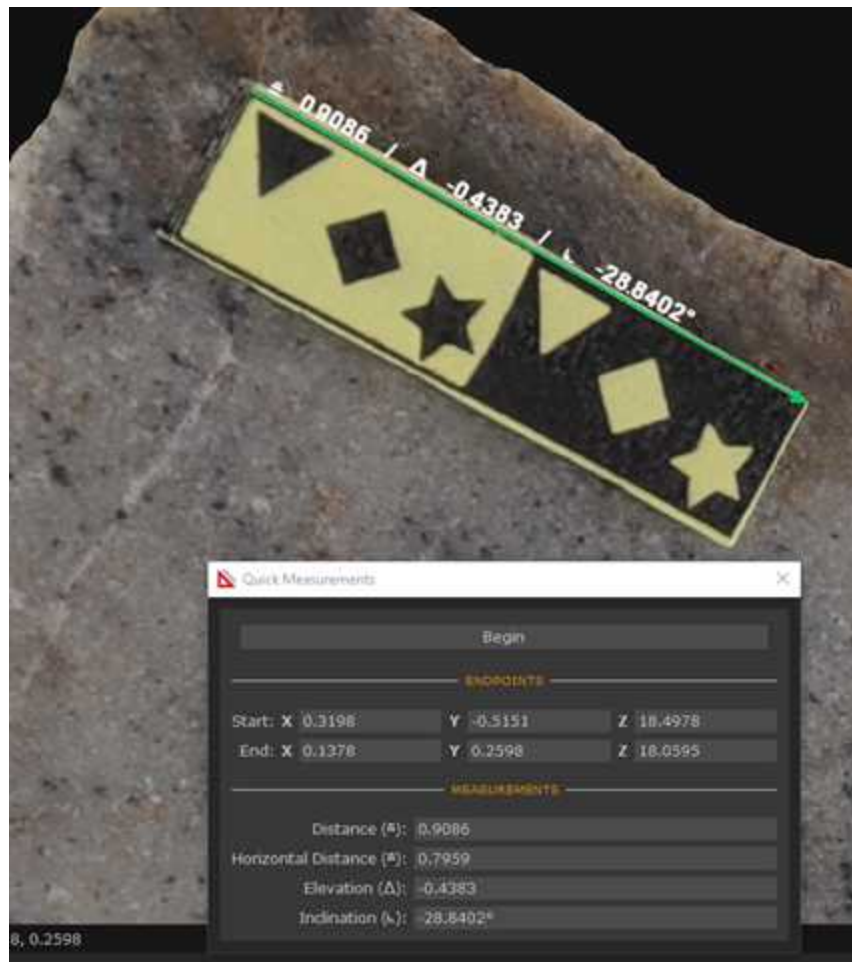 0.9086 / Δ -0.4383 / ⊾ -28.8402°
Quick Measurements
Begin
ENDPOINTS
Start: X 0.3198 Y -0.5151 Z 18.4978
End: X 0.1378 Y 0.2598 Z 18.0595
MEASUREMENTS
Distance (): 0.9086
Horizontal Distance (): 0.7959
Elevation (Δ): -0.4383
Inclination (⊾): -28.8402°
8, 0.2598